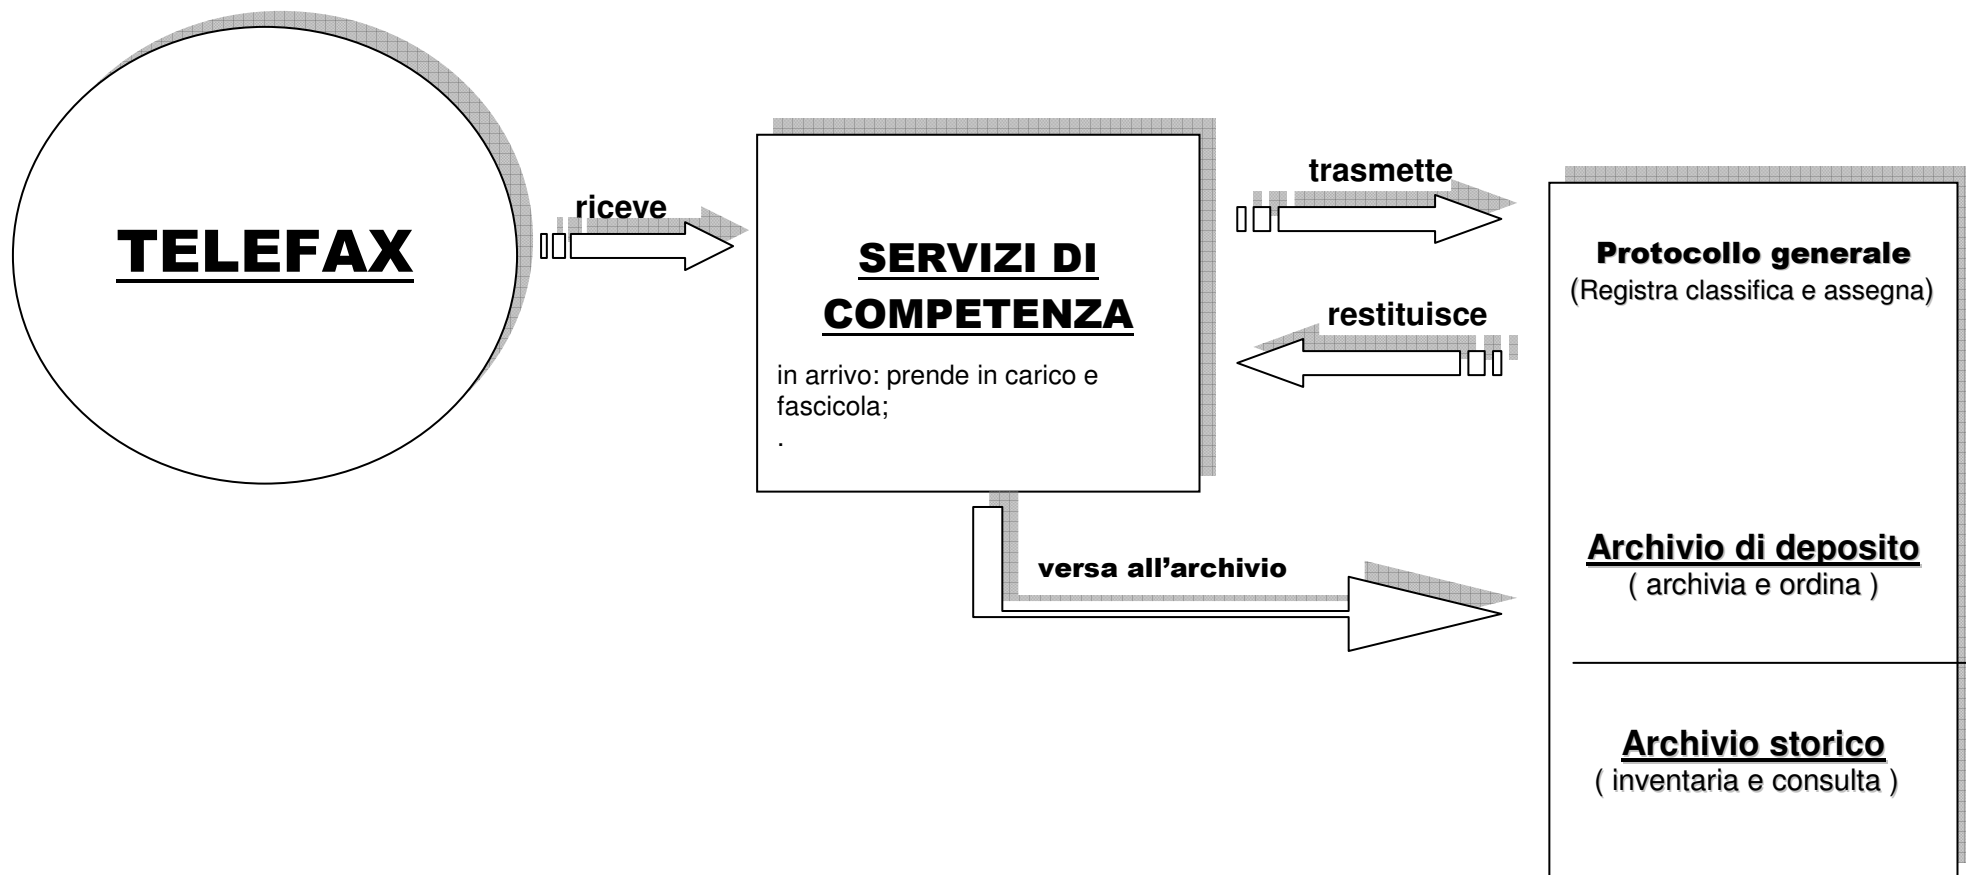 TELEFAX
riceve
SERVIZI DI
COMPETENZA
in arrivo: prende in carico e
fascicola;
.
trasmette
restituisce
versa all’archivio
Protocollo generale
(Registra classifica e assegna)
Archivio di deposito
( archivia e ordina )
Archivio storico
( inventaria e consulta )